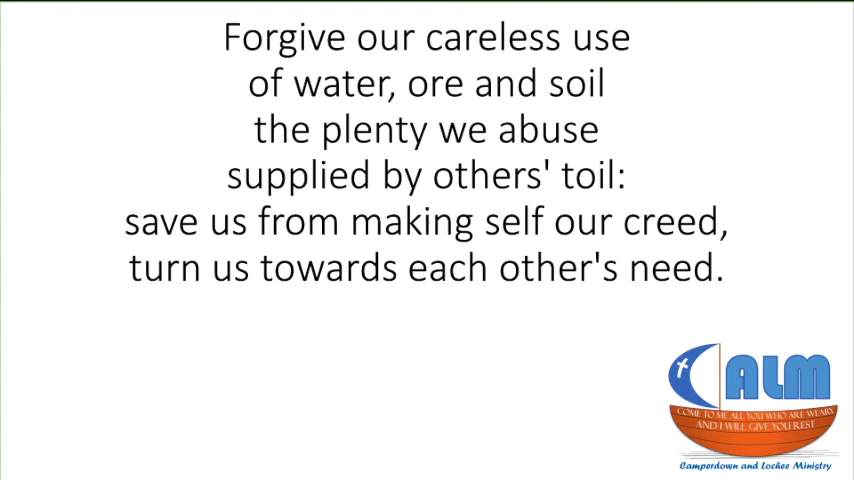 Forgive our careless use
of water, ore and soil
the plenty we abuse
supplied by others' toil:
save us from making self our creed,
turn us towards each other's need.
CALM
COME TO ME ALL YOU WHO ARE WEARY
AND I WILL GIVE YOU REST
Camperdown and Lochee Ministry